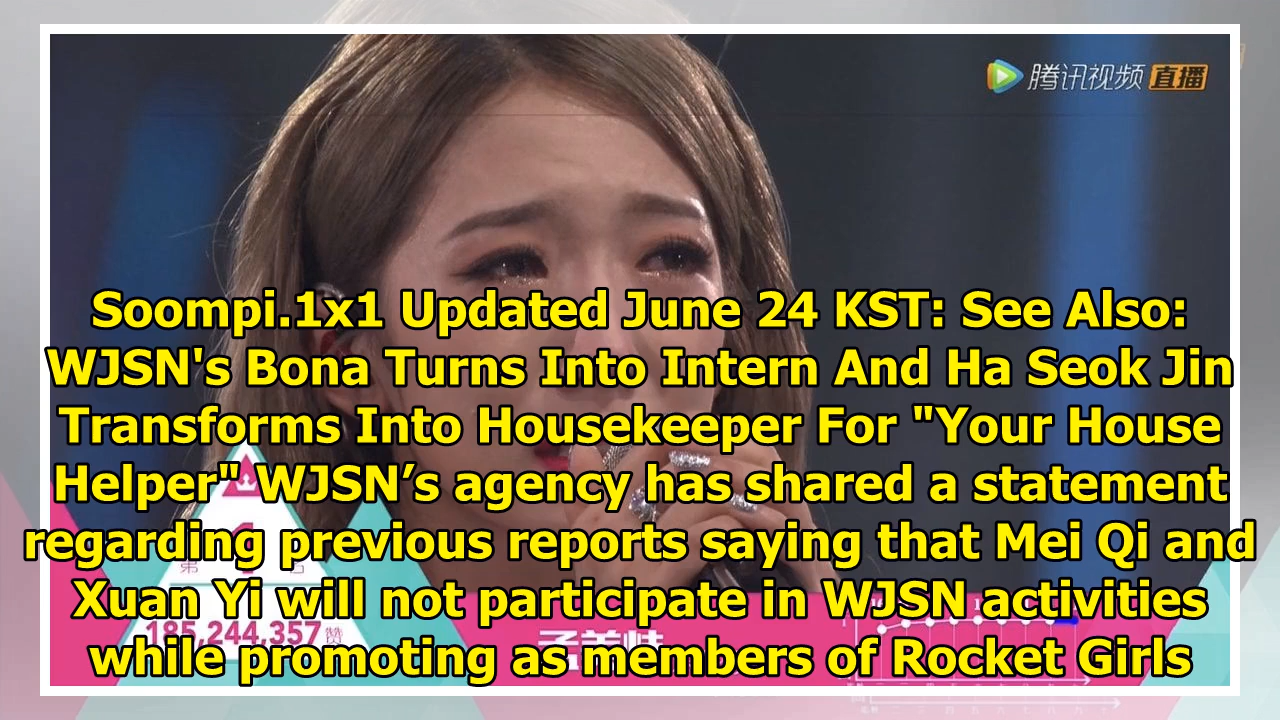 腾讯视频 直播
Soompi.1x1 Updated June 24 KST: See Also:
WJSN's Bona Turns Into Intern And Ha Seok Jin
Transforms Into Housekeeper For "Your House
Helper" WJSN’s agency has shared a statement
regarding previous reports saying that Mei Qi and
Xuan Yi will not participate in WJSN activities
while promoting as members of Rocket Girls
185,244,357